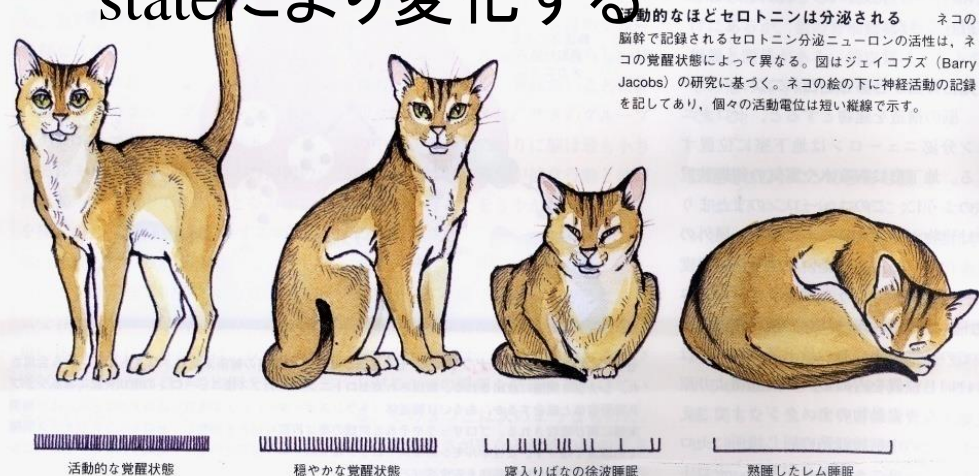 stateにより変化する
活動的なほどセロトニンは分泌される　ネコの
脳幹で記録されるセロトニン分泌ニューロンの活性は，ネ
コの覚醒状態によって異なる。図はジェイコブズ（Barry
Jacobs）の研究に基づく。ネコの絵の下に神経活動の記録
を記してあり，個々の活動電位は短い縦線で示す。
活動的な覚醒状態
穏やかな覚醒状態
寝入りばなの徐波睡眠
熟睡したレム睡眠